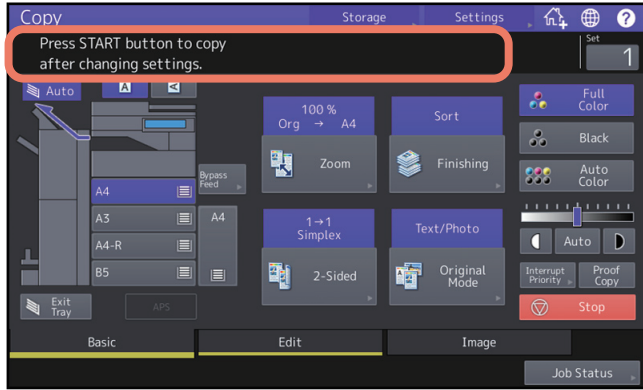 Copy
Storage
Settings
?
Press START button to copy
after changing settings.
Set
1
Auto
A
A
100 %
Org → A4
Zoom
Sort
Finishing
Full
Color
Black
Auto
Color
Bypass
Feed
A4
A3
A4-R
B5
A4
1→1
Simplex
2-Sided
Text/Photo
Original
Mode
Auto
Interrupt
Priority
Proof
Copy
Exit
Tray
APS
Stop
Basic
Edit
Image
Job Status